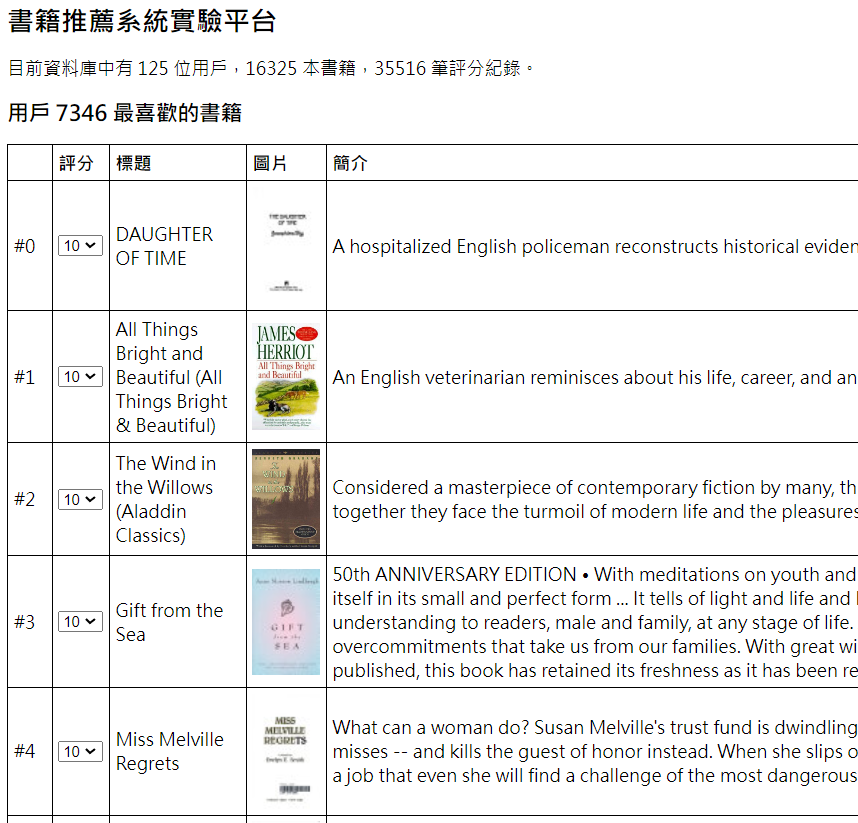 書籍推薦系統實驗平台
目前資料庫中有 125 位用戶，16325 本書籍，35516 筆評分紀錄。
用戶 7346 最喜歡的書籍
評分 標題 圖片 簡介
#0 10 DAUGHTER
OF TIME
THE DAUGHTER
OF TIME
A hospitalized English policeman reconstructs historical eviden
#1 10 All Things
Bright and
Beautiful (All
Things Bright
& Beautiful)
JAMES
HERRIOT
All Things Bright
and Beautiful
An English veterinarian reminisces about his life, career, and an
#2 10 The Wind in
the Willows
(Aladdin
Classics)
Considered a masterpiece of contemporary fiction by many, th
together they face the turmoil of modern life and the pleasures
#3 10 Gift from the
Sea
GIFT
from the
SEA
50th ANNIVERSARY EDITION • With meditations on youth and
itself in its small and perfect form ... It tells of light and life and
understanding to readers, male and family, at any stage of life.
overcommitments that take us from our families. With great wi
published, this book has retained its freshness as it has been re
#4 10 Miss Melville
Regrets
MISS
MELVILLE
REGRETS
What can a woman do? Susan Melville's trust fund is dwindling
misses -- and kills the guest of honor instead. When she slips o
a job that even she will find a challenge of the most dangerous